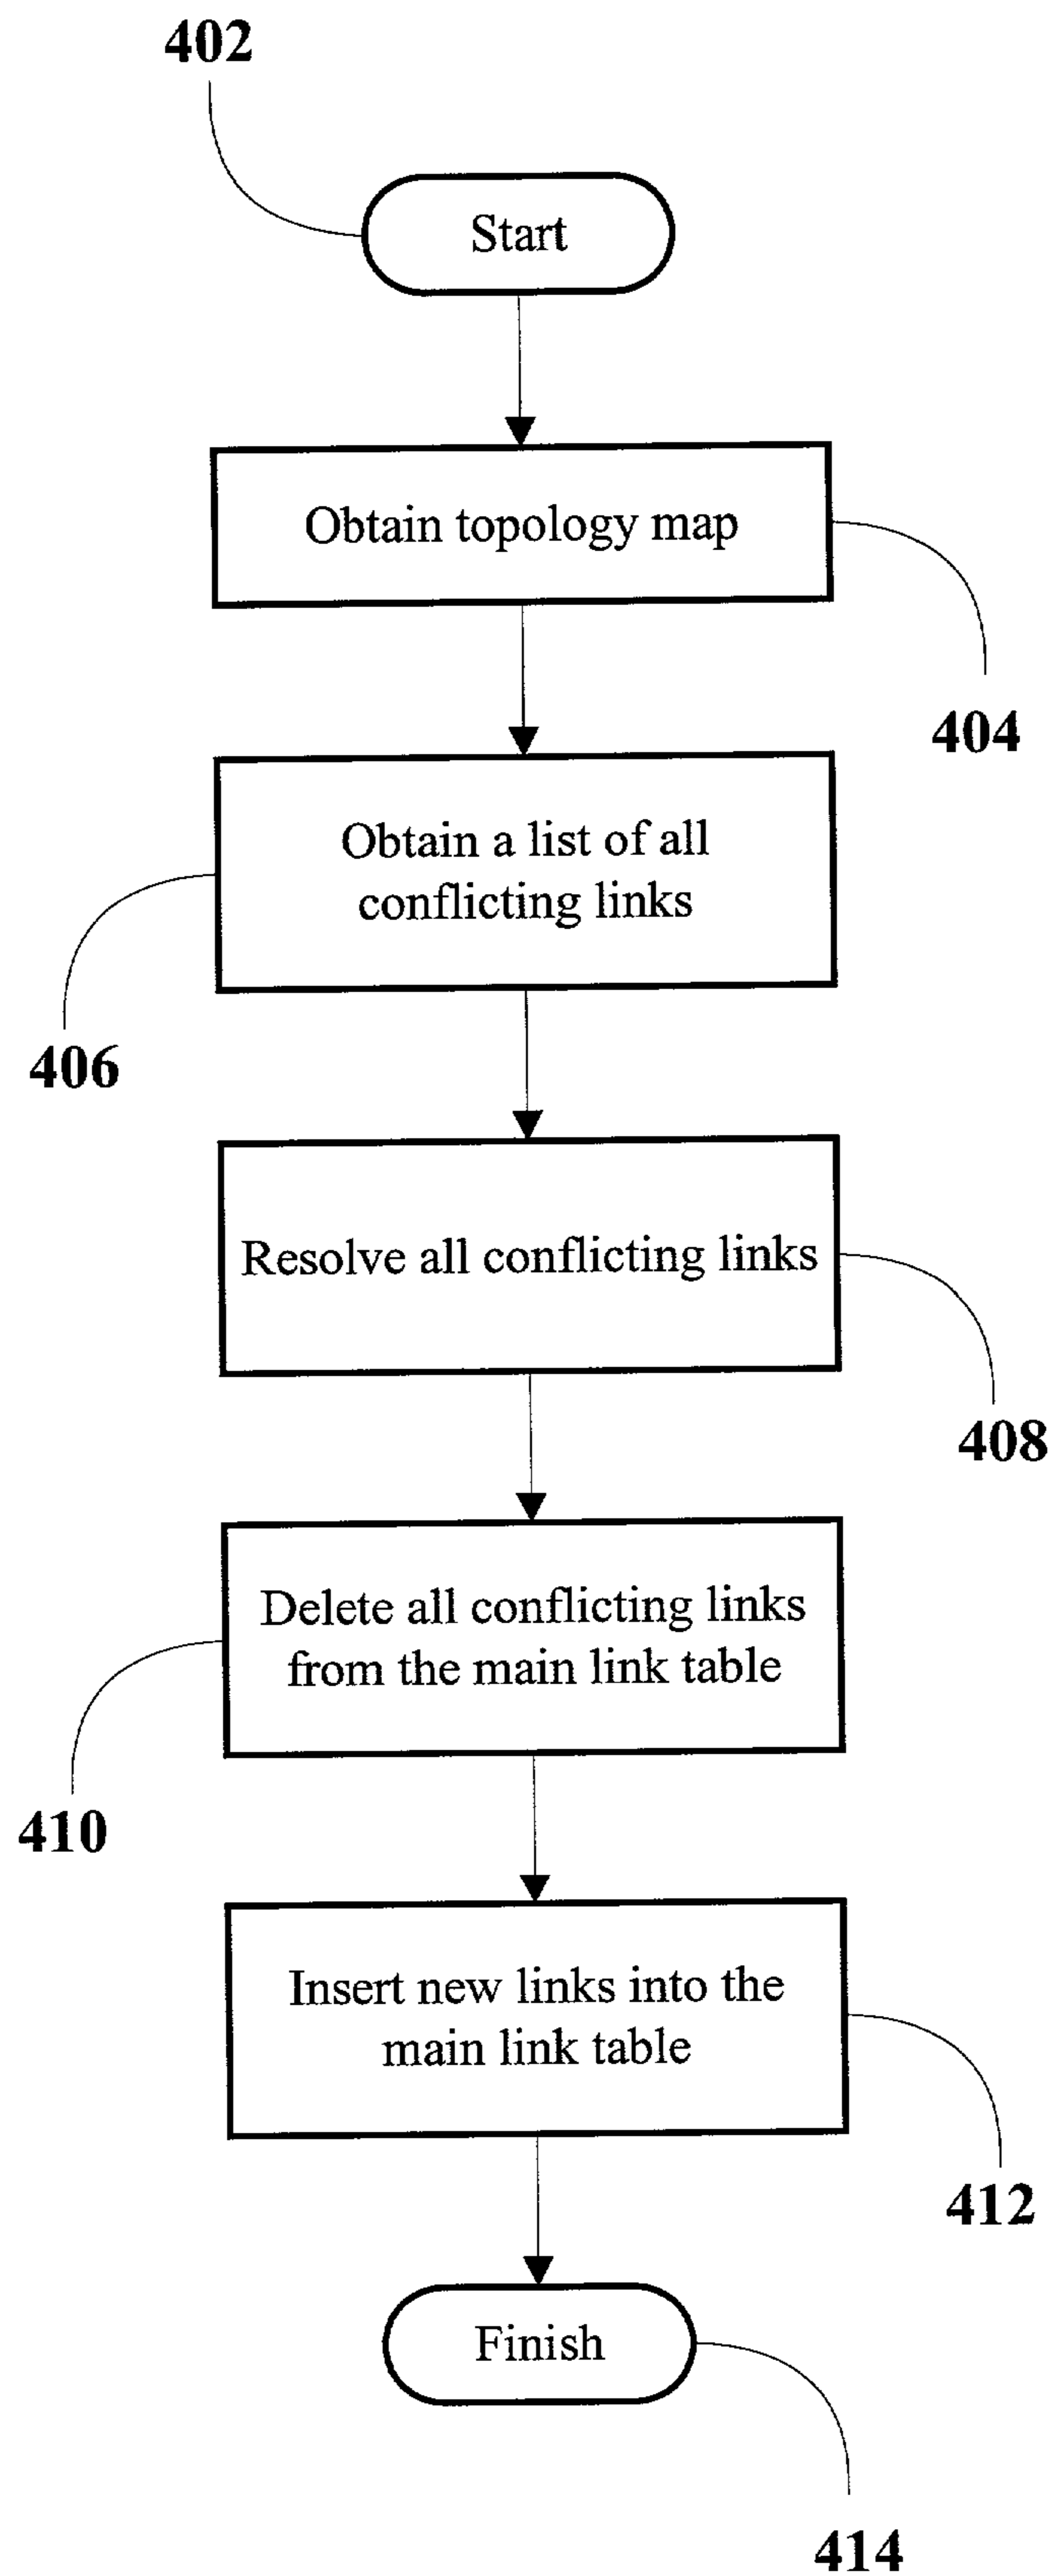 402
Start
Obtain topology map
404
Obtain a list of all
conflicting links
406
Resolve all conflicting links
408
Delete all conflicting links
from the main link table
410
Insert new links into the
main link table
412
Finish
414